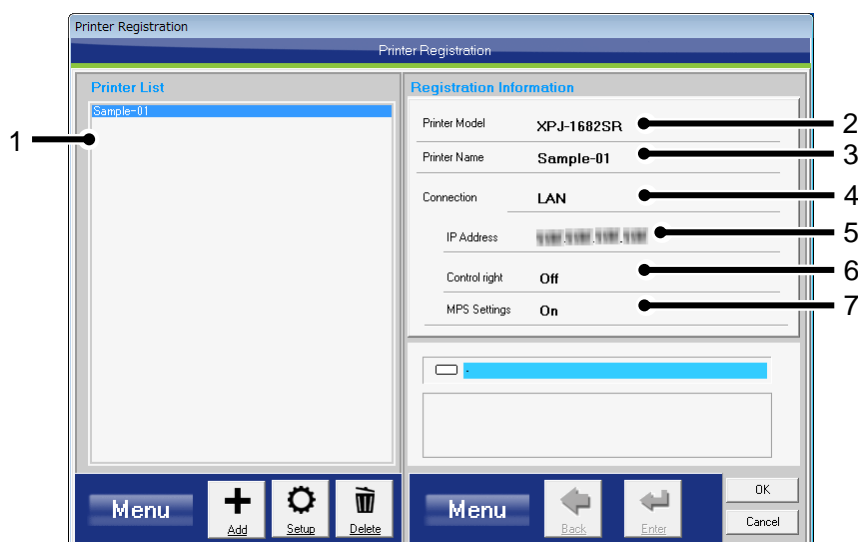 Printer Registration
Printer Registration
Printer List
Sample-01
1
Registration Information
Printer Model XPJ-1682SR 2
Printer Name Sample-01 3
Connection LAN 4
IP Address 5
Control right Off 6
MPS Settings On 7
-
Menu
Add
Setup
Delete
Menu
Back
Enter
OK
Cancel